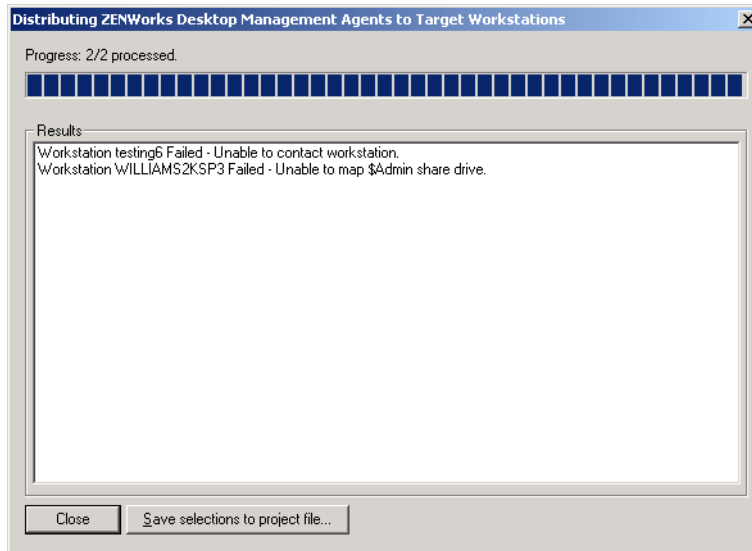 Distributing ZENWorks Desktop Management Agents to Target Workstations
Progress: 2/2 processed.
Results
Workstation testing6 Failed - Unable to contact workstation.
Workstation WILLIAMS2KSP3 Failed - Unable to map $Admin share drive.
Close
Save selections to project file...